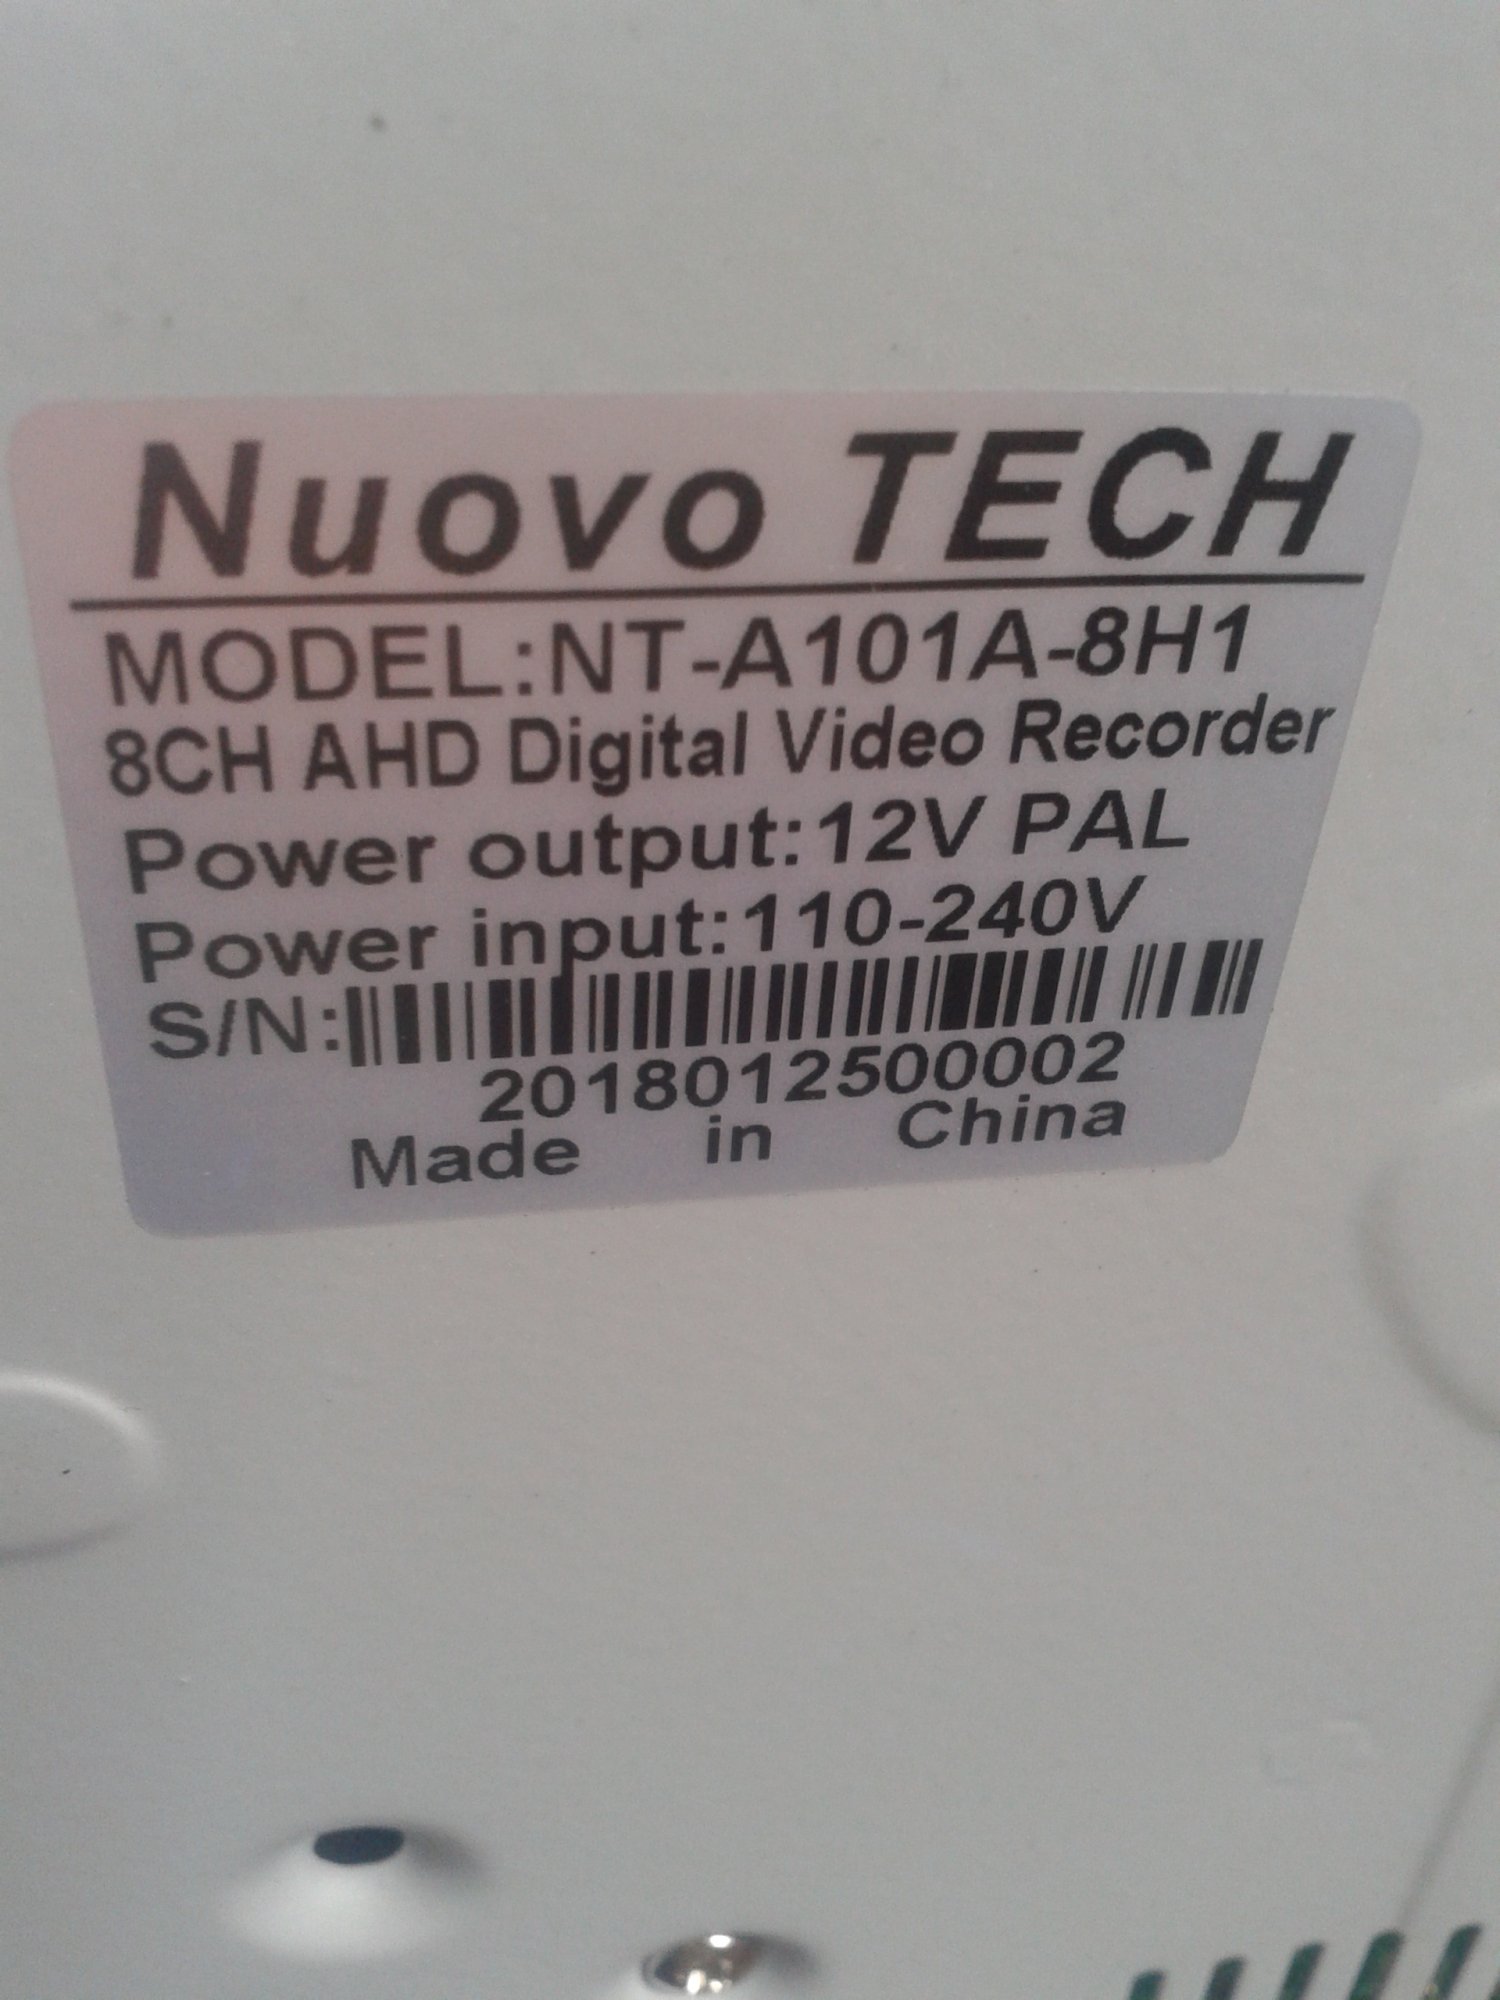 Nuovo TECH
MODEL:NT-A101A-8H1
8CH AHD Digital Video Recorder
Power output:12V PAL
Power input:110-240V
S/N:
2018012500002
Made in China